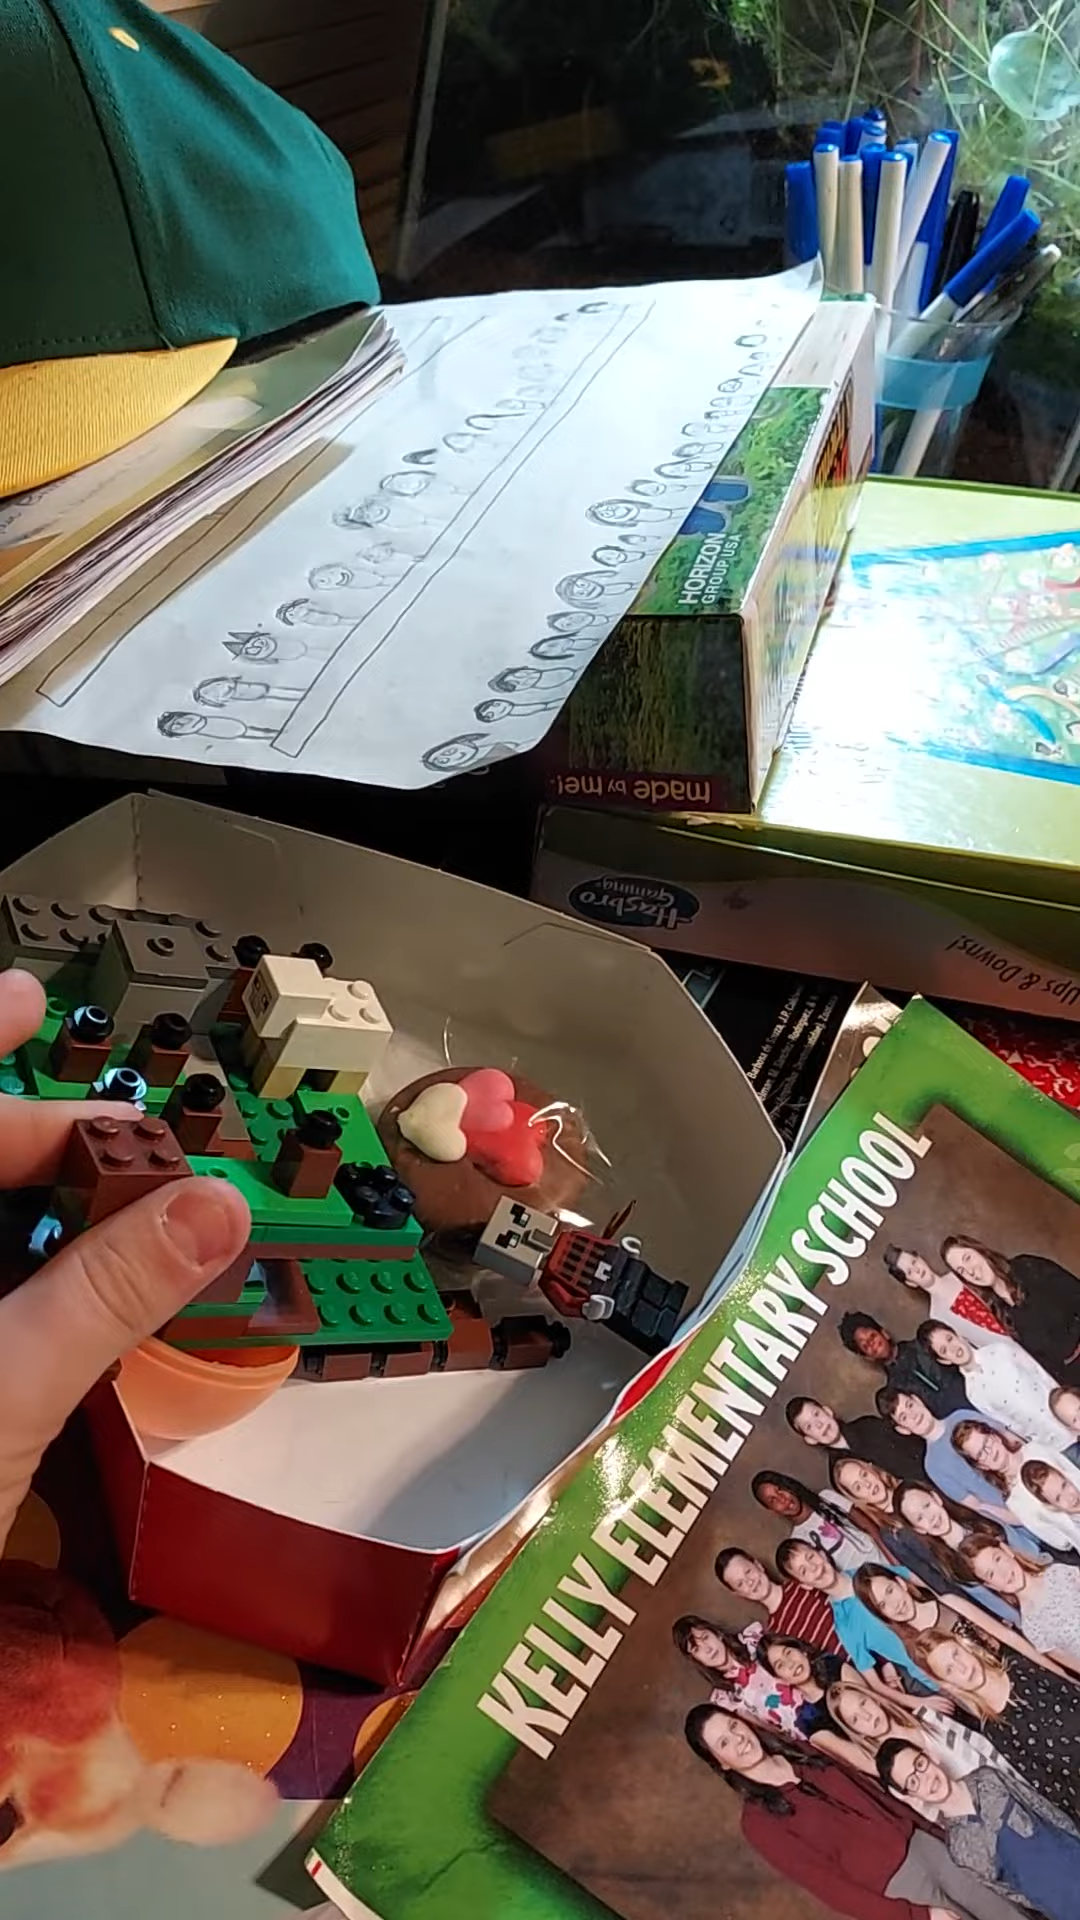 HORIZON
GROUP USA
made by me!
Hasbro
Gaming
Ups & Downs!
KELLY ELEMENTARY SCHOOL